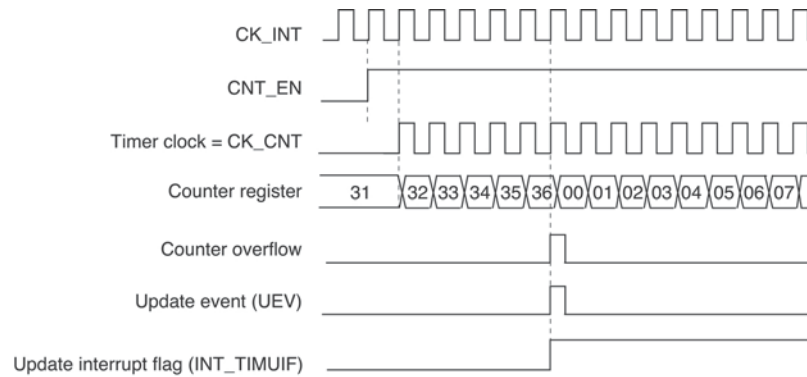 CK_INT
CNT_EN
Timer clock = CK_CNT
Counter register 31 32 33 34 35 36 00 01 02 03 04 05 06 07
Counter overflow
Update event (UEV)
Update interrupt flag (INT_TIMUIF)